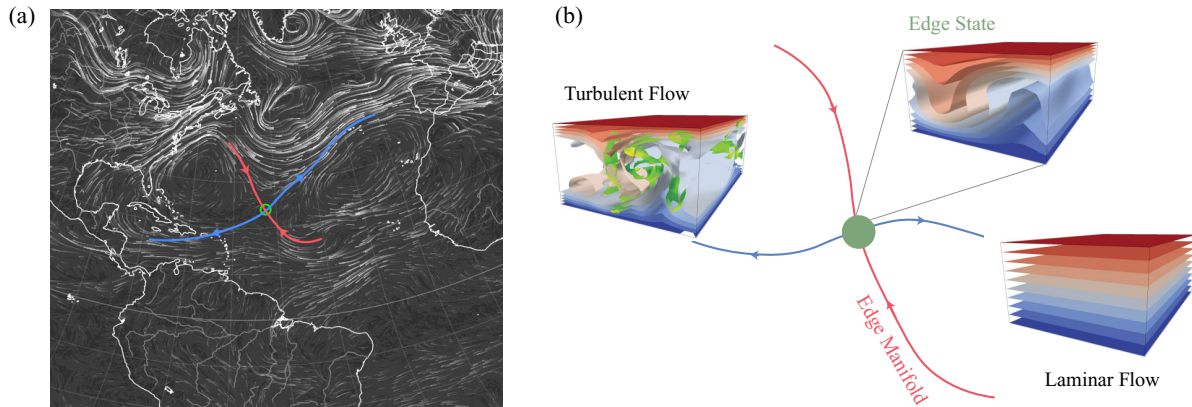 (a)
(b)
Edge State
Turbulent Flow
Edge Manifold
Laminar Flow